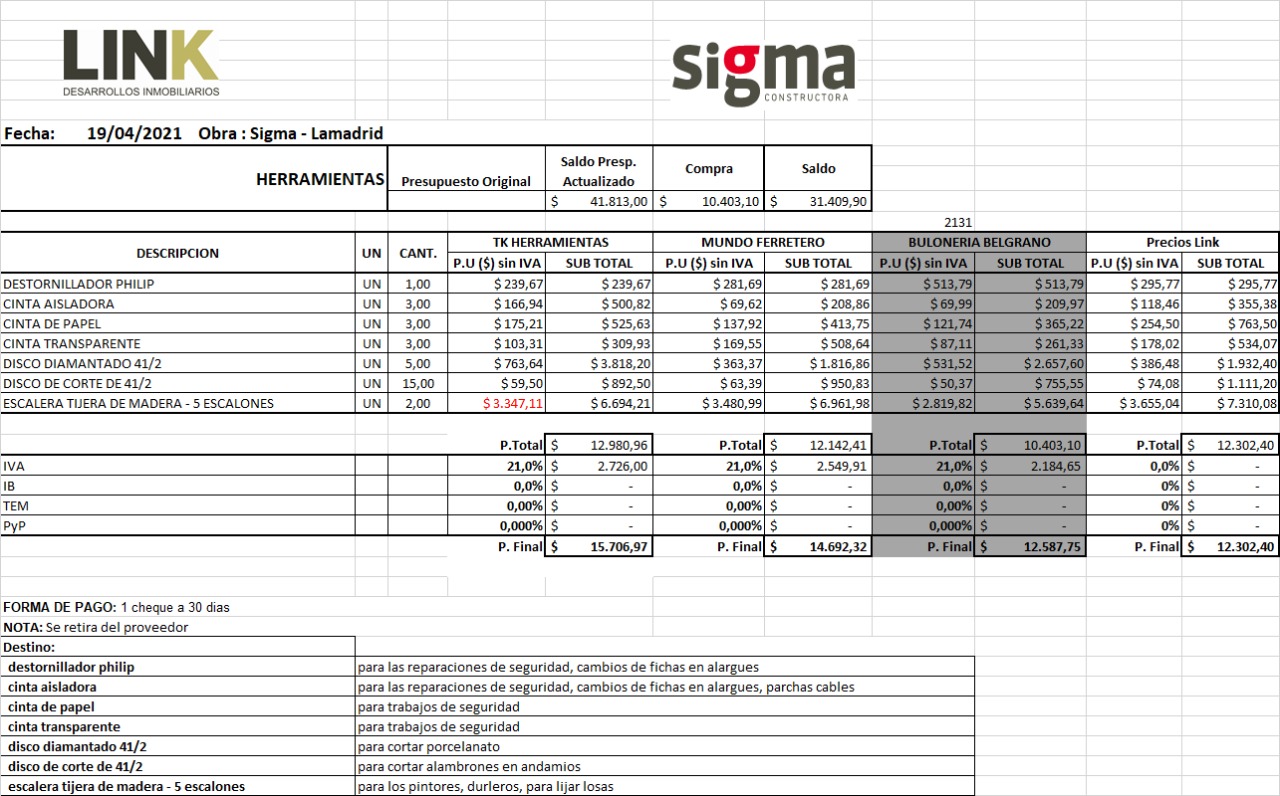 LINK
DESARROLLOS INMOBILIARIOS
sigma
CONSTRUCTORA
Fecha: 19/04/2021 Obra : Sigma - Lamadrid
HERRAMIENTAS Presupuesto Original Saldo Presp. Actualizado Compra Saldo
$ 41.813,00 $ 10.403,10 $ 31.409,90
2131
DESCRIPCION UN CANT. TK HERRAMIENTAS MUNDO FERRETERO BULONERIA BELGRANO Precios Link
P.U ($) sin IVA SUB TOTAL P.U ($) sin IVA SUB TOTAL P.U ($) sin IVA SUB TOTAL P.U ($) sin IVA SUB TOTAL
DESTORNILLADOR PHILIP UN 1,00 $ 239,67 $ 239,67 $ 281,69 $ 281,69 $ 513,79 $ 513,79 $ 295,77 $ 295,77
CINTA AISLADORA UN 3,00 $ 166,94 $ 500,82 $ 69,62 $ 208,86 $ 69,99 $ 209,97 $ 118,46 $ 355,38
CINTA DE PAPEL UN 3,00 $ 175,21 $ 525,63 $ 137,92 $ 413,75 $ 121,74 $ 365,22 $ 254,50 $ 763,50
CINTA TRANSPARENTE UN 3,00 $ 103,31 $ 309,93 $ 169,55 $ 508,64 $ 87,11 $ 261,33 $ 178,02 $ 534,07
DISCO DIAMANTADO 41/2 UN 5,00 $ 763,64 $ 3.818,20 $ 363,37 $ 1.816,86 $ 531,52 $ 2.657,60 $ 386,48 $ 1.932,40
DISCO DE CORTE DE 41/2 UN 15,00 $ 59,50 $ 892,50 $ 63,39 $ 950,83 $ 50,37 $ 755,55 $ 74,08 $ 1.111,20
ESCALERA TIJERA DE MADERA - 5 ESCALONES UN 2,00 $ 3.347,11 $ 6.694,21 $ 3.480,99 $ 6.961,98 $ 2.819,82 $ 5.639,64 $ 3.655,04 $ 7.310,08
P.Total $ 12.980,96 P.Total $ 12.142,41 P.Total $ 10.403,10 P.Total $ 12.302,40
IVA 21,0% $ 2.726,00 21,0% $ 2.549,91 21,0% $ 2.184,65 0,0% $ -
IB 0,0% $ - 0,0% $ - 0,0% $ - 0% $ -
TEM 0,00% $ - 0,00% $ - 0,00% $ - 0% $ -
PyP 0,000% $ - 0,000% $ - 0,000% $ - 0% $ -
P. Final $ 15.706,97 P. Final $ 14.692,32 P. Final $ 12.587,75 P. Final $ 12.302,40
FORMA DE PAGO: 1 cheque a 30 dias
NOTA: Se retira del proveedor
Destino:
destornillador philip para las reparaciones de seguridad, cambios de fichas en alargues
cinta aisladora para las reparaciones de seguridad, cambios de fichas en alargues, parchas cables
cinta de papel para trabajos de seguridad
cinta transparente para trabajos de seguridad
disco diamantado 41/2 para cortar porcelanato
disco de corte de 41/2 para cortar alambrones en andamios
escalera tijera de madera - 5 escalones para los pintores, durleros, para lijar losas